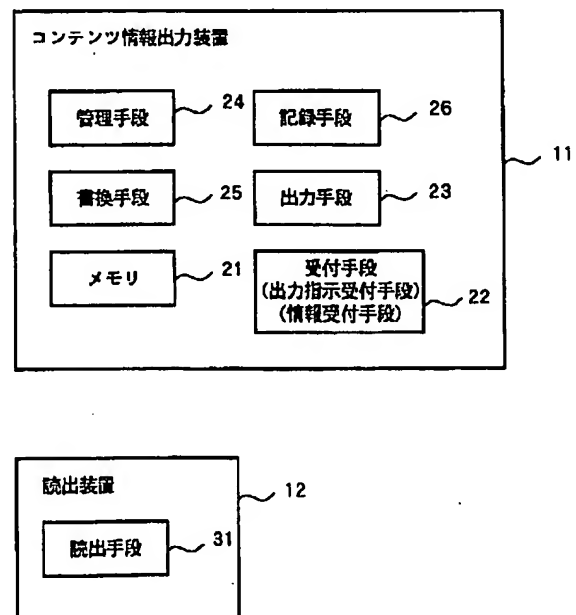 コンテンツ情報出力装置
管理手段 24
記録手段 26
11
書換手段 25
出力手段 23
メモリ 21
受付手段
(出力指示受付手段)
(情報受付手段)
22
読出装置
12
読出手段 31